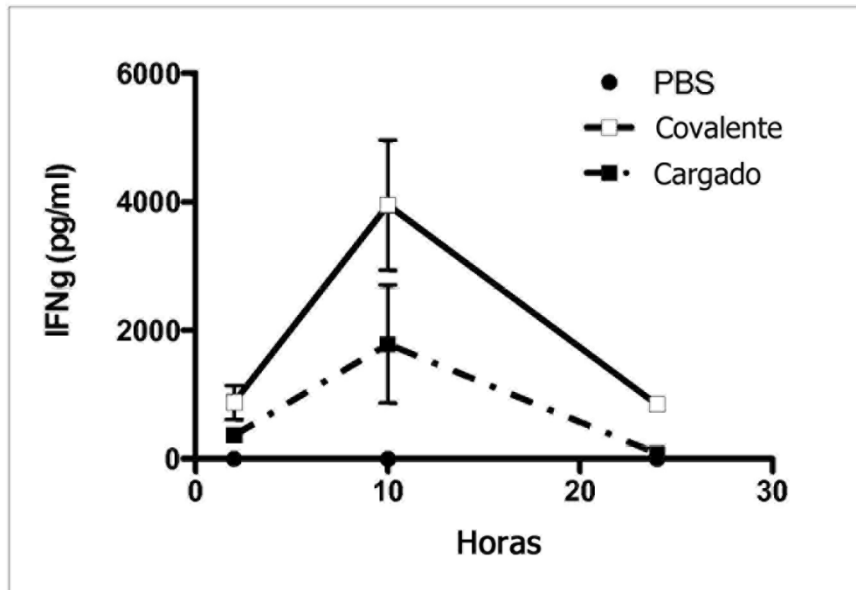 6000
4000
2000
0
IFNg (pg/ml)
0 10 20 30
Horas
PBS
Covalente
Cargado